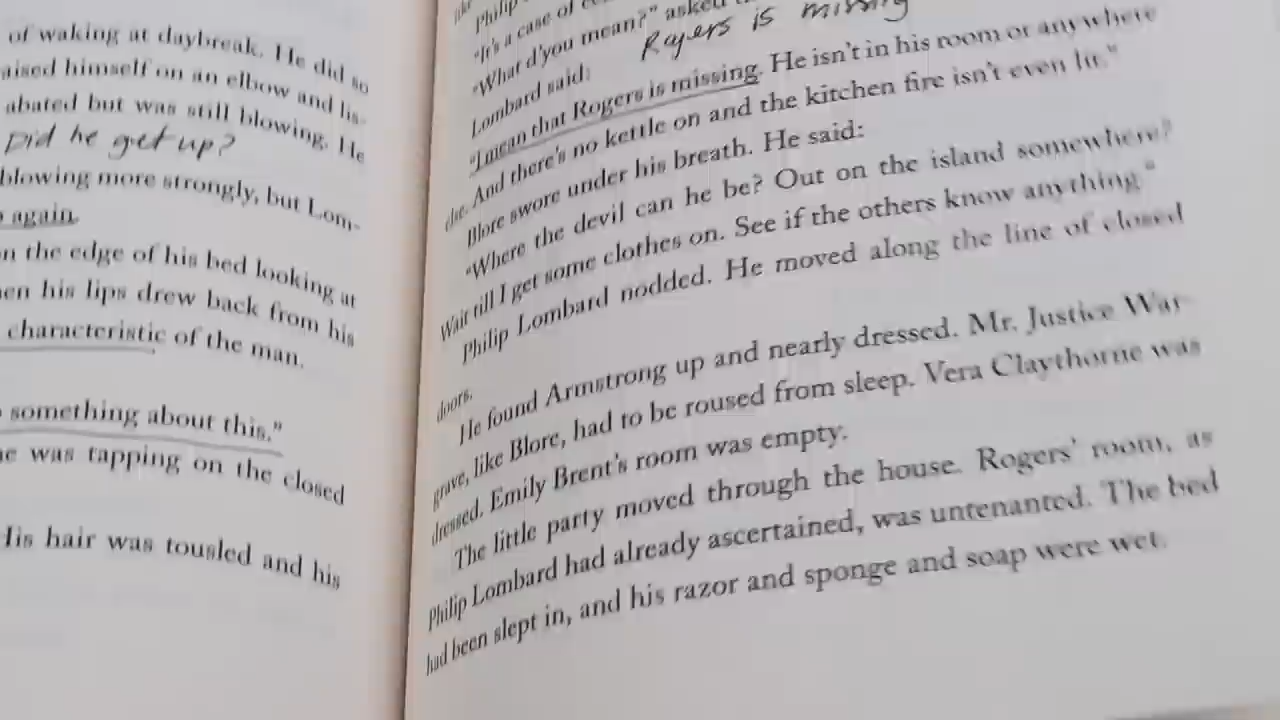 of waking at daybreak. He did so
aised himself on an elbow and lis-
abated but was still blowing. He
Did he get up?
blowing more strongly, but Lom-
again.
n the edge of his bed looking at
en his lips drew back from his
characteristic of the man.
something about this."
e was tapping on the closed
His hair was tousled and his
Philip
"It's a case of
"What d'you mean?" asked
Rogers is missing
Lombard said:
"I mean that Rogers is missing. He isn't in his room or anywhere
else. And there's no kettle on and the kitchen fire isn't even lit."
Blore swore under his breath. He said:
"Where the devil can he be? Out on the island somewhere?
Wait till I get some clothes on. See if the others know anything."
Philip Lombard nodded. He moved along the line of closed
doors.
He found Armstrong up and nearly dressed. Mr. Justice War-
grave, like Blore, had to be roused from sleep. Vera Claythorne was
dressed. Emily Brent's room was empty.
The little party moved through the house. Rogers' room, as
Philip Lombard had already ascertained, was untenanted. The bed
had been slept in, and his razor and sponge and soap were wet.